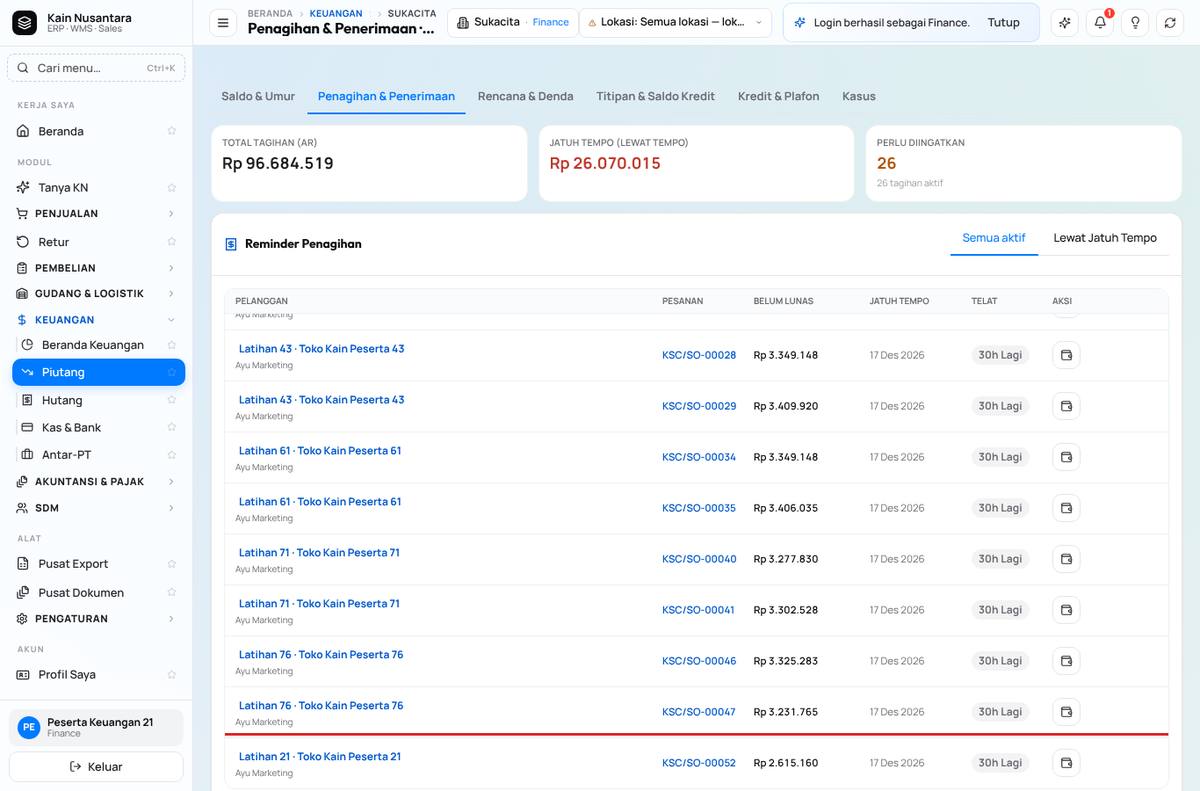 Kain Nusantara
ERP · WMS · Sales
Cari menu... Ctrl+K
KERJA SAYA
Beranda
MODUL
Tanya KN
PENJUALAN
Retur
PEMBELIAN
GUDANG & LOGISTIK
KEUANGAN
Beranda Keuangan
Piutang
Hutang
Kas & Bank
Antar-PT
AKUNTANSI & PAJAK
SDM
ALAT
Pusat Export
Pusat Dokumen
PENGATURAN
AKUN
Profil Saya
PE
Peserta Keuangan 21
Finance
Keluar
BERANDA › KEUANGAN › SUKACITA
Penagihan & Penerimaan ·...
Sukacita · Finance
Lokasi: Semua lokasi — lok...
Login berhasil sebagai Finance. Tutup
1
Saldo & Umur Penagihan & Penerimaan Rencana & Denda Titipan & Saldo Kredit Kredit & Plafon Kasus
TOTAL TAGIHAN (AR)
Rp 96.684.519
JATUH TEMPO (LEWAT TEMPO)
Rp 26.070.015
PERLU DIINGATKAN
26
26 tagihan aktif
Reminder Penagihan
Semua aktif Lewat Jatuh Tempo
PELANGGAN PESANAN BELUM LUNAS JATUH TEMPO TELAT AKSI
Ayu Marketing
Latihan 43 · Toko Kain Peserta 43 KSC/SO-00028 Rp 3.349.148 17 Des 2026 30h Lagi
Ayu Marketing
Latihan 43 · Toko Kain Peserta 43 KSC/SO-00029 Rp 3.409.920 17 Des 2026 30h Lagi
Ayu Marketing
Latihan 61 · Toko Kain Peserta 61 KSC/SO-00034 Rp 3.349.148 17 Des 2026 30h Lagi
Ayu Marketing
Latihan 61 · Toko Kain Peserta 61 KSC/SO-00035 Rp 3.406.035 17 Des 2026 30h Lagi
Ayu Marketing
Latihan 71 · Toko Kain Peserta 71 KSC/SO-00040 Rp 3.277.830 17 Des 2026 30h Lagi
Ayu Marketing
Latihan 71 · Toko Kain Peserta 71 KSC/SO-00041 Rp 3.302.528 17 Des 2026 30h Lagi
Ayu Marketing
Latihan 76 · Toko Kain Peserta 76 KSC/SO-00046 Rp 3.325.283 17 Des 2026 30h Lagi
Ayu Marketing
Latihan 76 · Toko Kain Peserta 76 KSC/SO-00047 Rp 3.231.765 17 Des 2026 30h Lagi
Ayu Marketing
Latihan 21 · Toko Kain Peserta 21 KSC/SO-00052 Rp 2.615.160 17 Des 2026 30h Lagi
Ayu Marketing